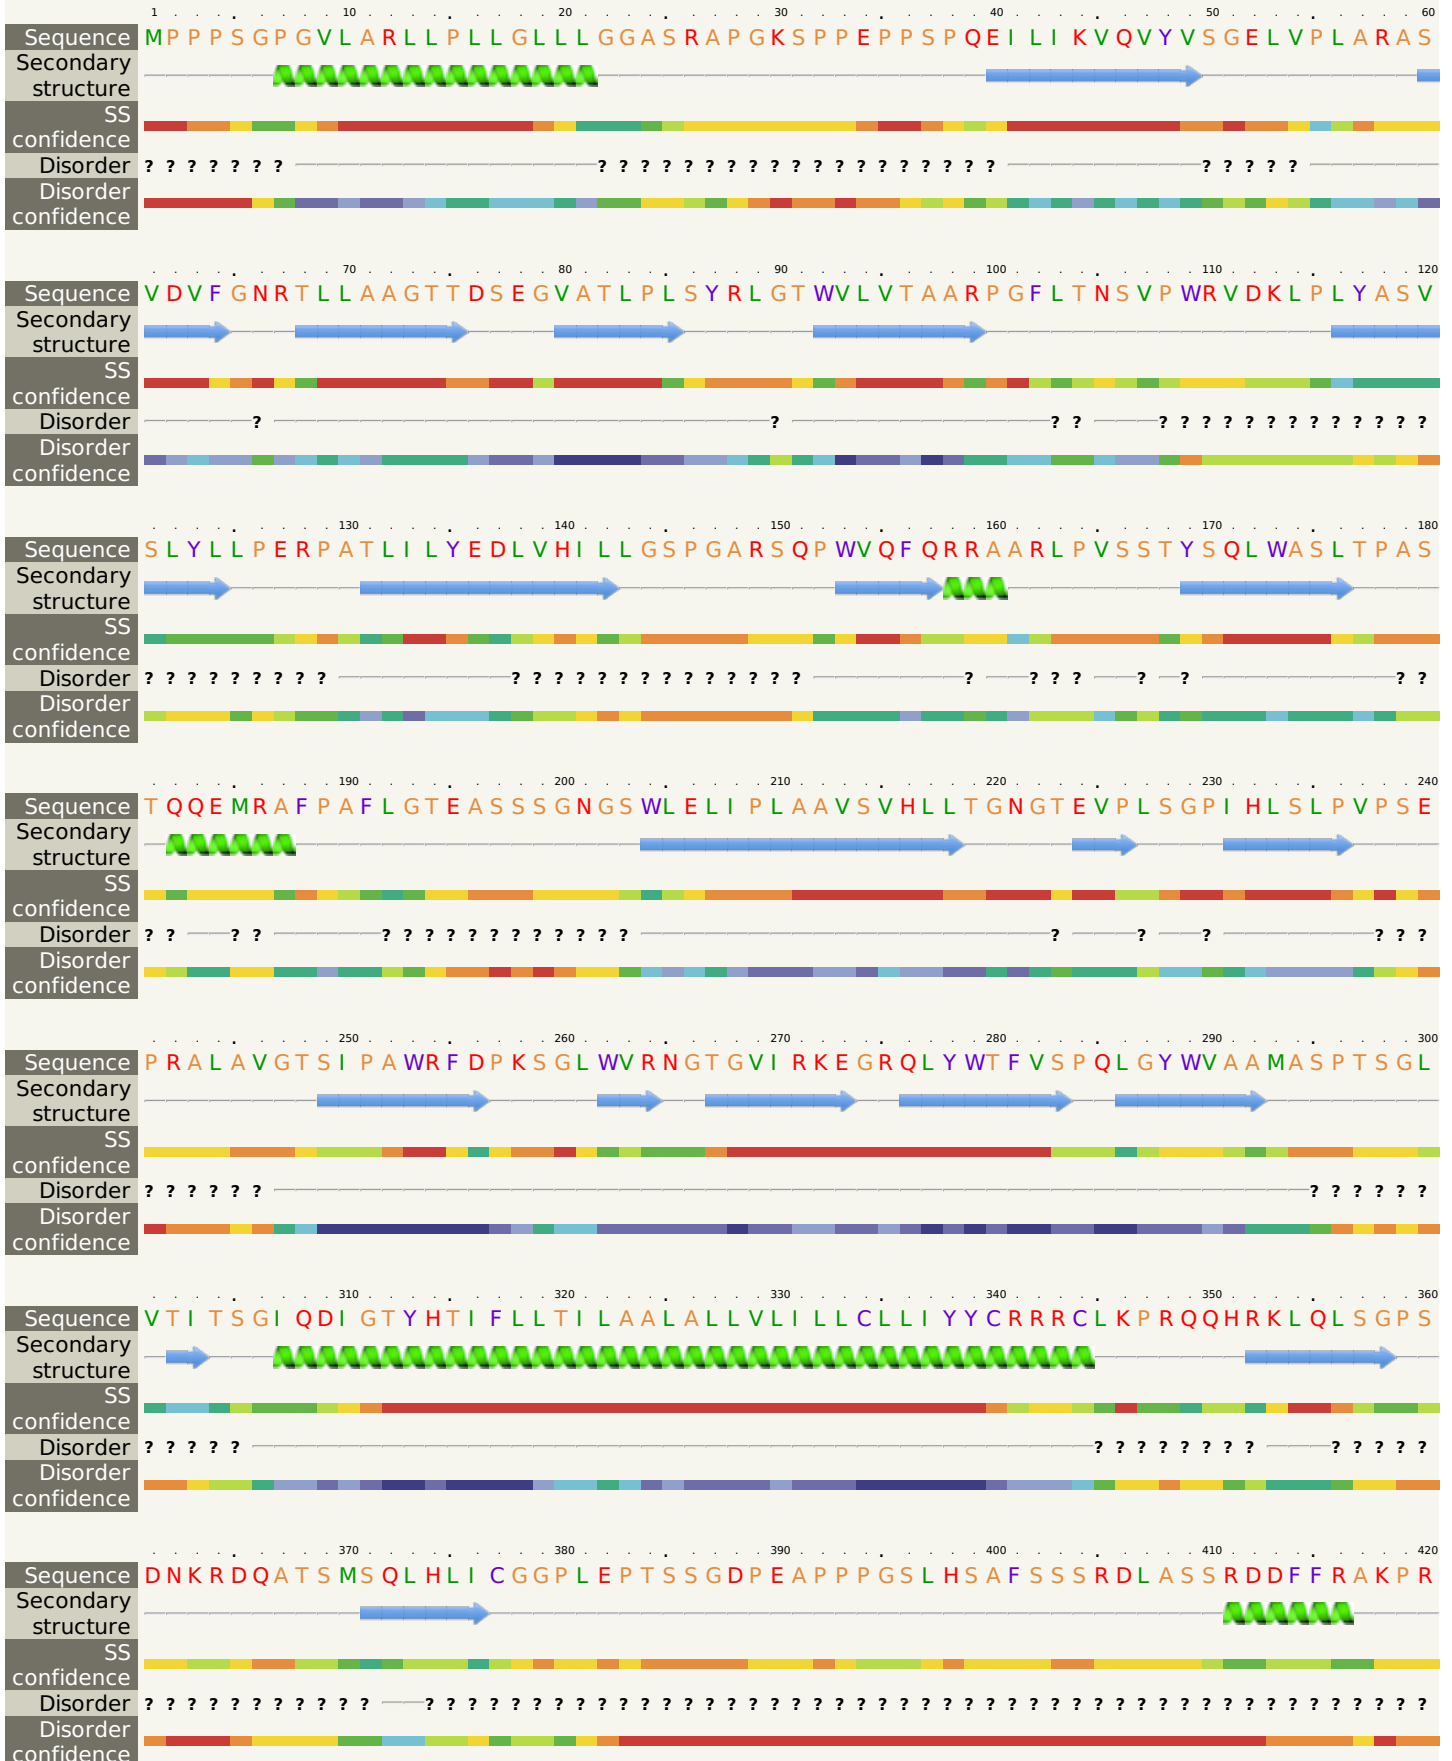 1 10 20 30 40 50 60
Sequence MPPPSGPGVLARLLPLLGLLLGGASRAPGKSPPEPPSPQEILIKVQVYVSGELVPLARAS
Secondary
structure
SS
confidence
Disorder ??????? ??????????????????? ?????
Disorder
confidence
70 80 90 100 110 120
Sequence VDVFGNRTLLAAGTTDSEGVATLPLSYRLGTWVLVTAARPGFLTNSVPWRVDKLPLYASV
Secondary
structure
SS
confidence
Disorder ? ? ?? ?????????????
Disorder
confidence
130 140 150 160 170 180
Sequence SLYLLPERPATLILYEDLVHILLGSPGARSQPWVQFQRRAARLPVSSTYSQLWASLTPAS
Secondary
structure
SS
confidence
Disorder ????????? ?????????????? ? ??? ? ? ??
Disorder
confidence
190 200 210 220 230 240
Sequence TQQEMRAFPAFLGTEASSSGNGSWLELIPLAAVSVHLLTGNGTEVPLSGPIHLSLPVPSE
Secondary
structure
SS
confidence
Disorder ?? ?? ???????????? ? ? ? ???
Disorder
confidence
250 260 270 280 290 300
Sequence PRALAVGTSIPAWRFDPKSGLWVRNGTGVIRKEGRQLYWTFVSPQLGYWVAAMASPTSGL
Secondary
structure
SS
confidence
Disorder ?????? ??????
Disorder
confidence
310 320 330 340 350 360
Sequence VTITSGIQDIGTYHTIFLLTILAALALLVLILLCLLIYYCRRRCLKPRQQHRKLQLSGPS
Secondary
structure
SS
confidence
Disorder ????? ???????? ?????
Disorder
confidence
370 380 390 400 410 420
Sequence DNKRDQATSMSQLHLICGGPLEPTSSGDPEAPPPGSLHSAFSSSRDLASSRDDFFRAKPR
Secondary
structure
SS
confidence
Disorder ??????????? ???????????????????????????????????????????????
Disorder
confidence